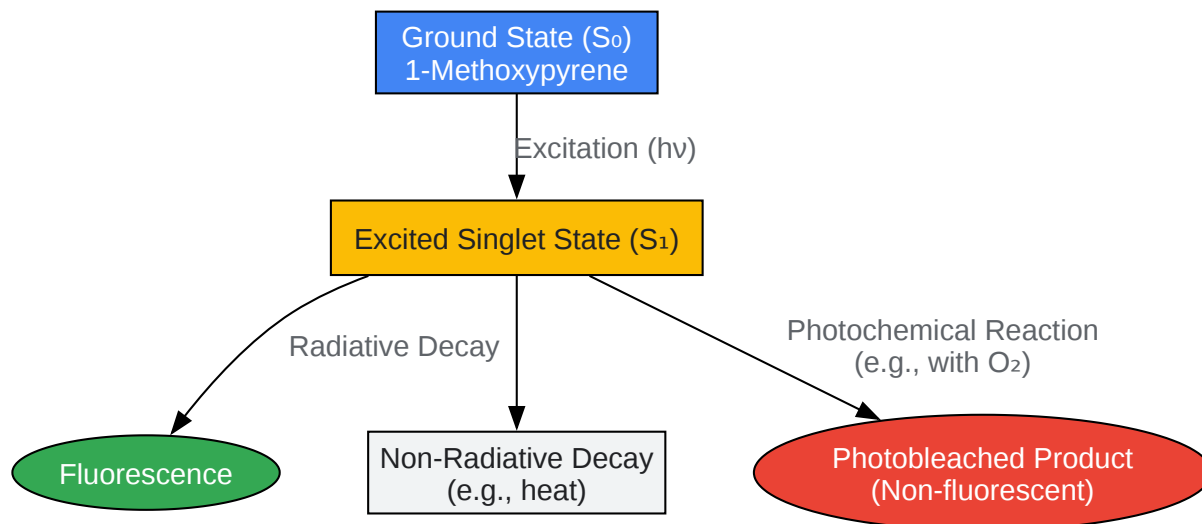 Ground State (S₀)
1-Methoxypyrene
Excitation (hν)
Excited Singlet State (S₁)
Radiative Decay
Photochemical Reaction
(e.g., with O₂)
Fluorescence
Non-Radiative Decay
(e.g., heat)
Photobleached Product
(Non-fluorescent)